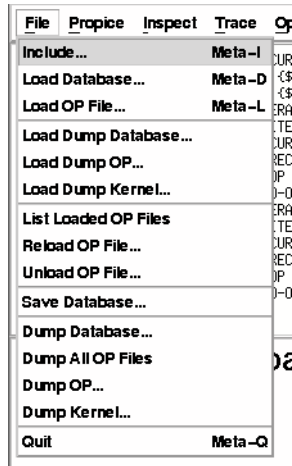 File Propice Inspect Trace Op
Include... Meta-I
Load Database... Meta-D
Load OP File... Meta-L
Load Dump Database...
Load Dump OP...
Load Dump Kernel...
List Loaded OP Files
Reload OP File...
Unload OP File...
Save Database...
Dump Database...
Dump All OP Files
Dump OP...
Dump Kernel...
Quit Meta-Q